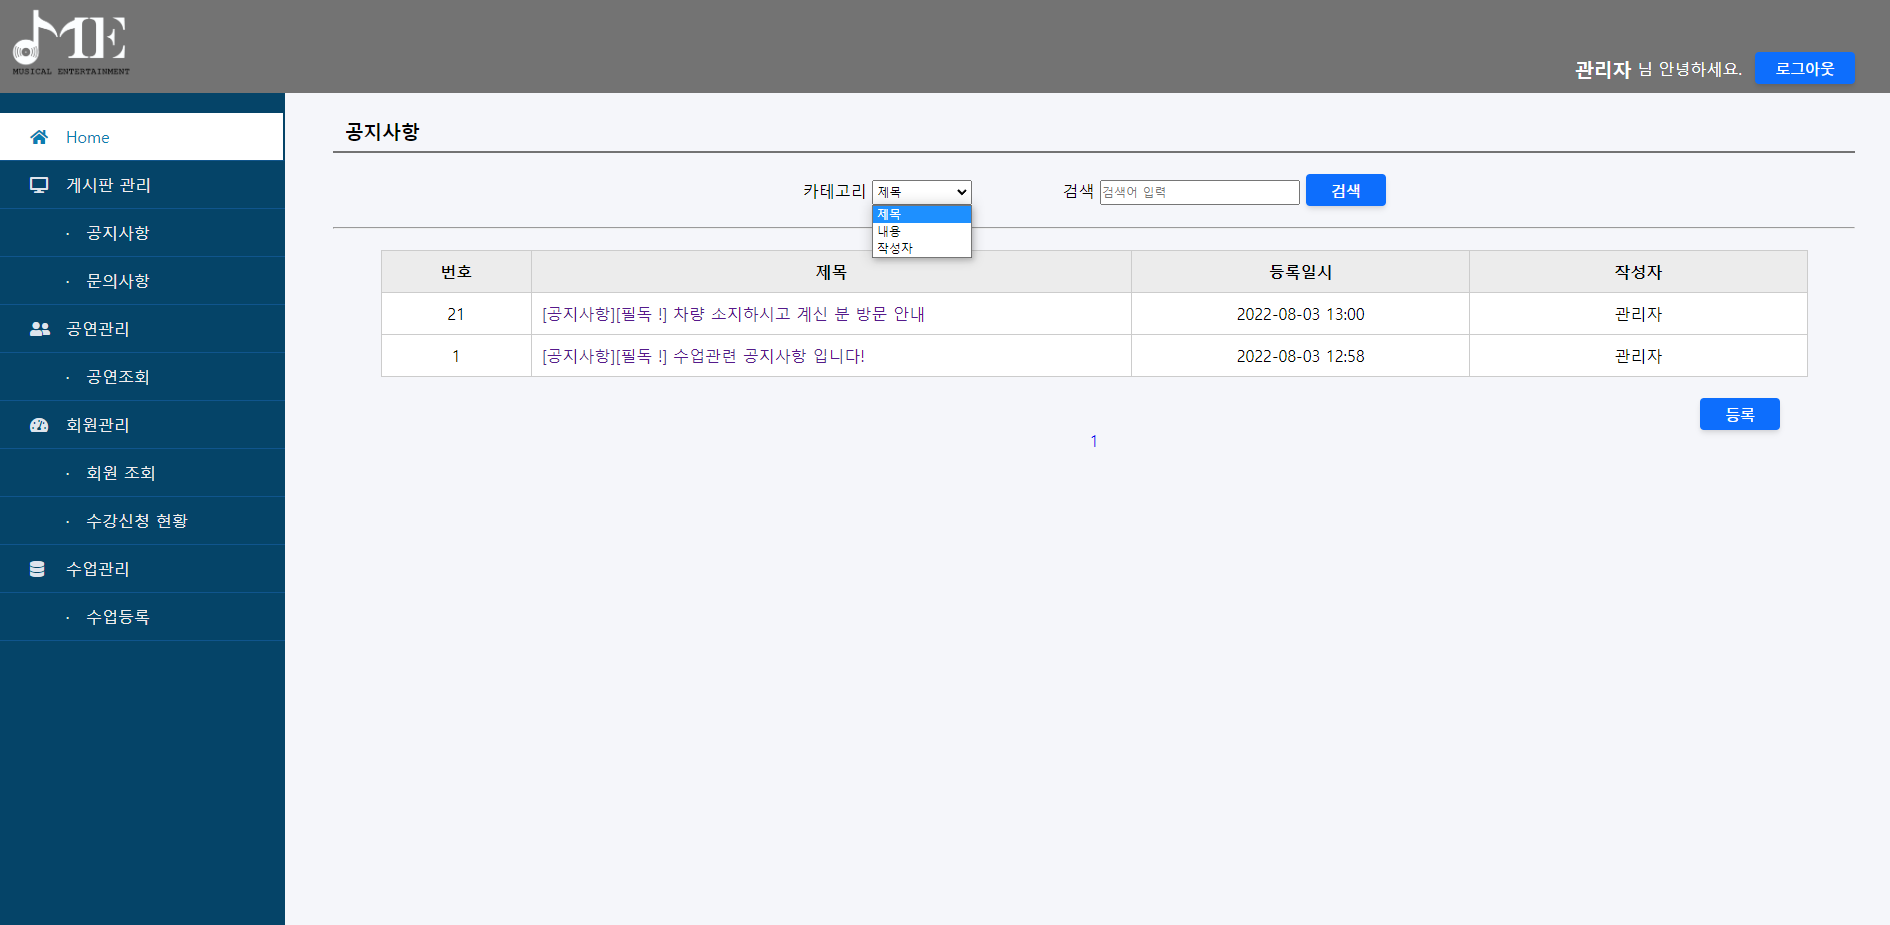 ME
MUSICAL ENTERTAINMENT
관리자 님 안녕하세요. 로그아웃
Home
게시판 관리
· 공지사항
· 문의사항
공연관리
· 공연조회
회원관리
· 회원 조회
· 수강신청 현황
수업관리
· 수업등록
공지사항
카테고리 제목 검색 검색어 입력 검색
제목
내용
작성자
번호 제목 등록일시 작성자
21 [공지사항][필독 !] 차량 소지하시고 계신 분 방문 안내 2022-08-03 13:00 관리자
1 [공지사항][필독 !] 수업관련 공지사항 입니다! 2022-08-03 12:58 관리자
등록
1